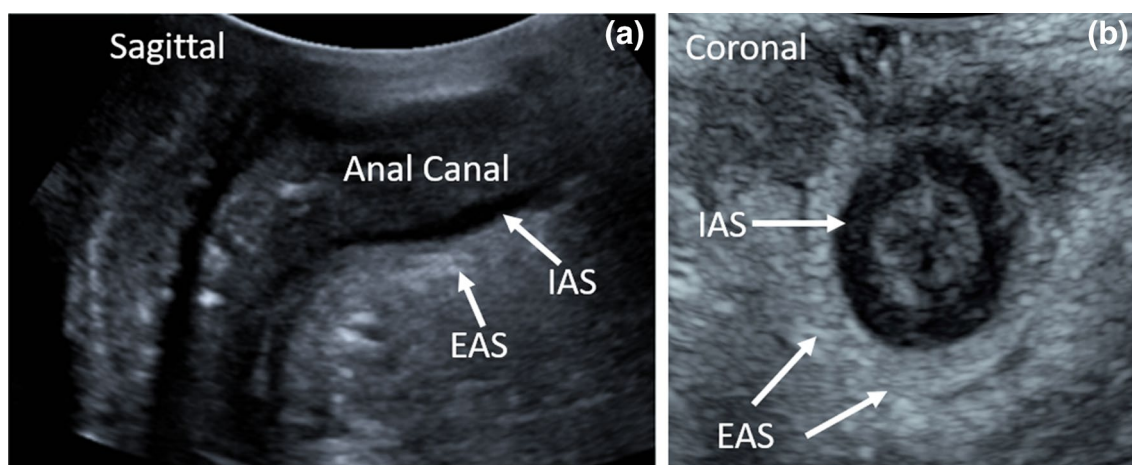 Sagittal
(a)
Anal Canal
IAS
EAS
Coronal
(b)
IAS
EAS